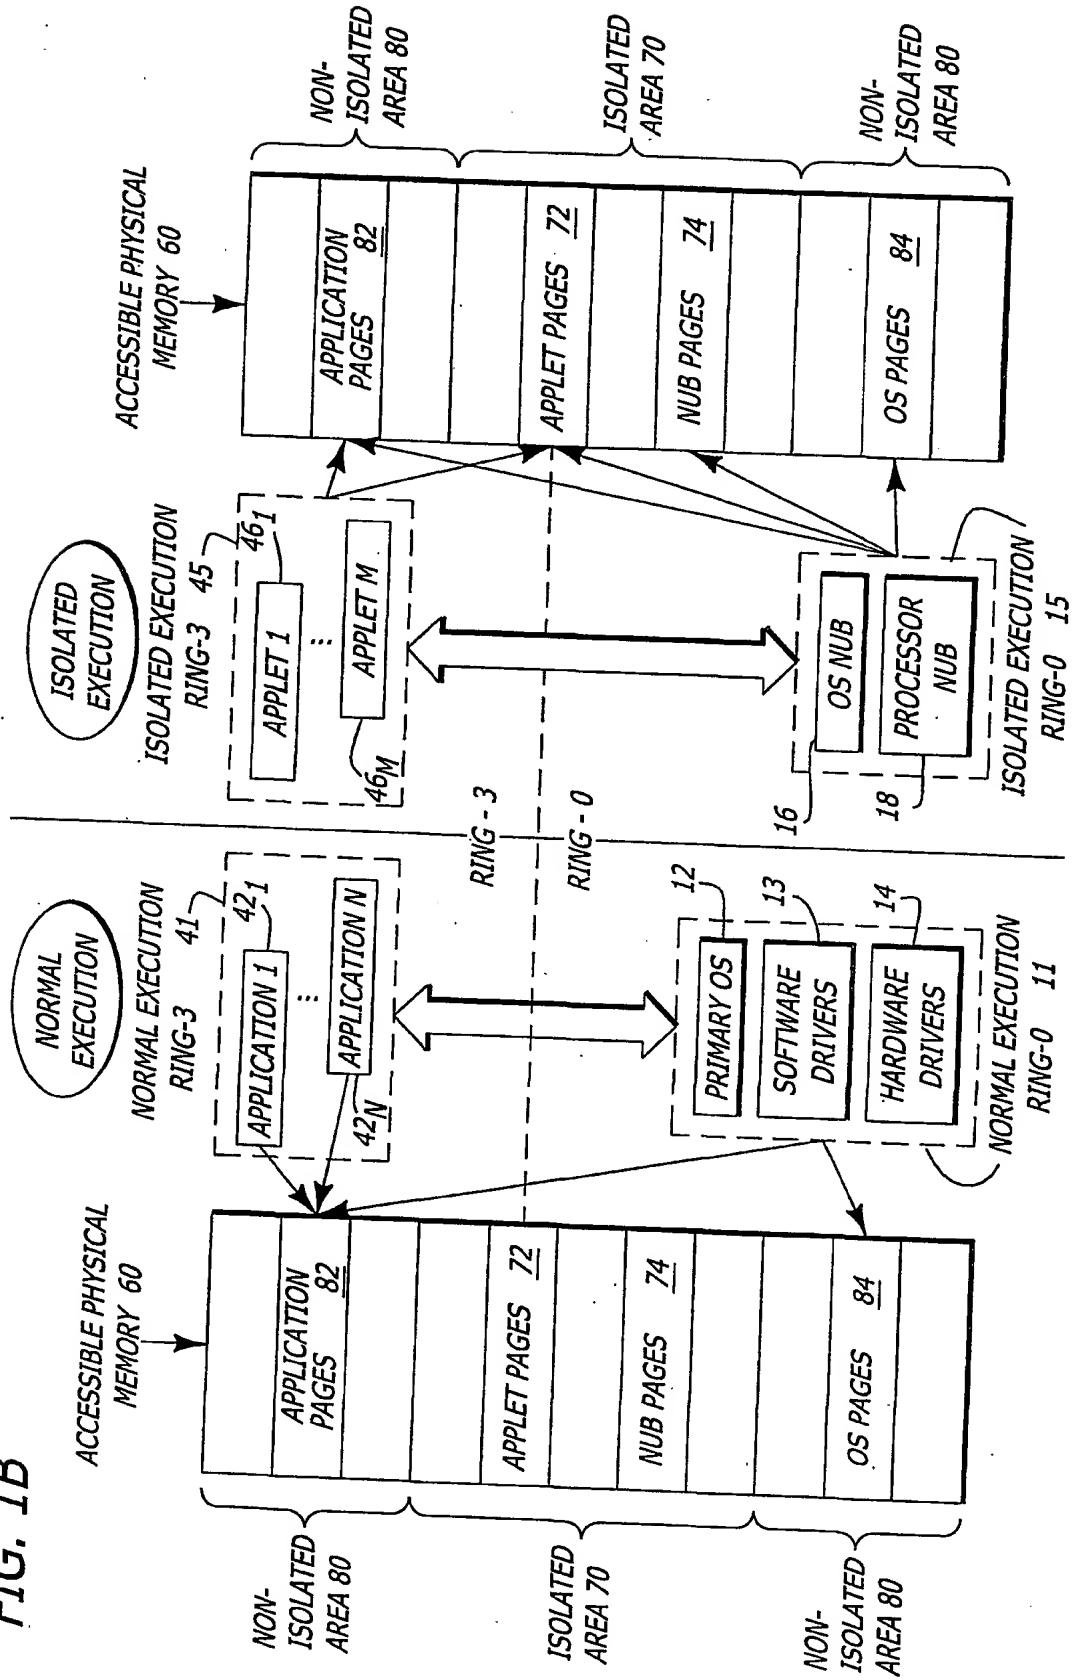 FIG. 1B
NORMAL
EXECUTION
ISOLATED
EXECUTION
ACCESSIBLE PHYSICAL
MEMORY 60
NORMAL EXECUTION
RING-3
41
ISOLATED EXECUTION
RING-3
45
ACCESSIBLE PHYSICAL
MEMORY 60
NON-
ISOLATED
AREA 80
APPLICATION
PAGES
82
APPLICATION 1
42 1
...
APPLICATION N
42N
APPLET 1
46 1
...
APPLET M
46M
APPLICATION
PAGES
82
NON-
ISOLATED
AREA 80
ISOLATED
AREA 70
APPLET PAGES 72
NUB PAGES 74
RING - 3
RING - 0
APPLET PAGES 72
NUB PAGES 74
ISOLATED
AREA 70
NON-
ISOLATED
AREA 80
OS PAGES 84
PRIMARY OS
12
SOFTWARE
DRIVERS
13
HARDWARE
DRIVERS
14
NORMAL EXECUTION
RING-0 11
16
OS NUB
18
PROCESSOR
NUB
ISOLATED EXECUTION
RING-0 15
OS PAGES 84
NON-
ISOLATED
AREA 80